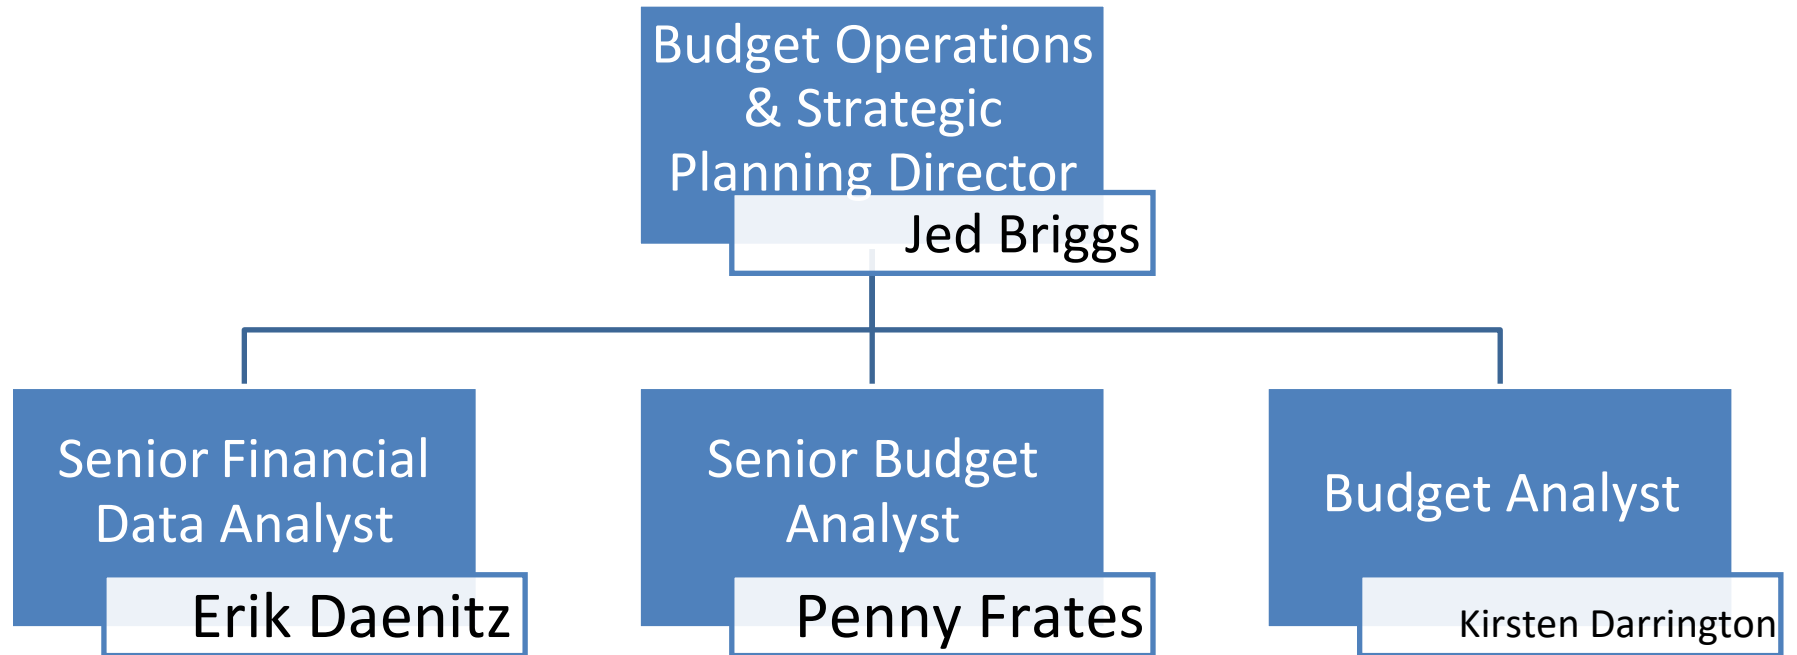 Budget Operations
& Strategic
Planning Director
Jed Briggs
Senior Financial
Data Analyst
Erik Daenitz
Senior Budget
Analyst
Penny Frates
Budget Analyst
Kirsten Darrington